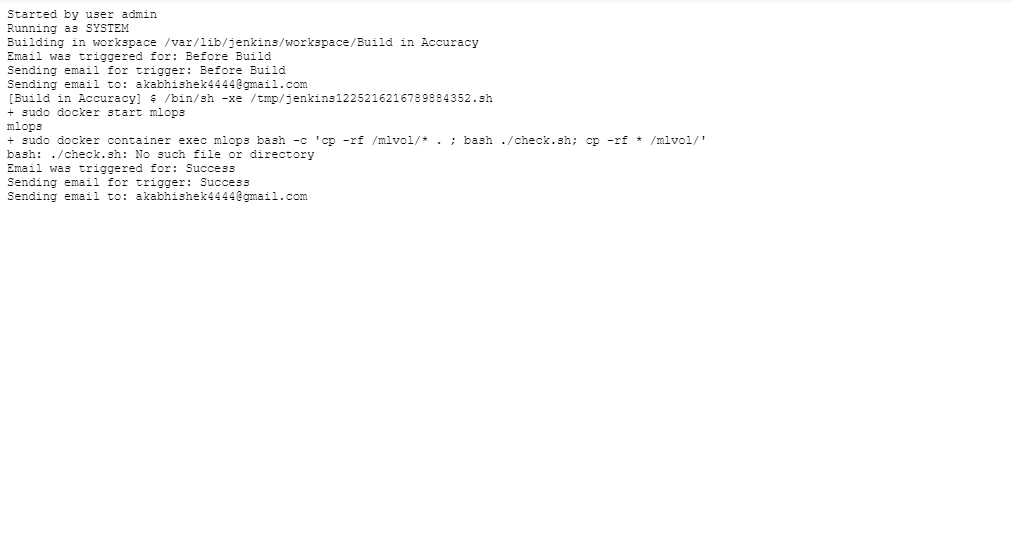 Started by user admin
Running as SYSTEM
Building in workspace /var/lib/jenkins/workspace/Build in Accuracy
Email was triggered for: Before Build
Sending email for trigger: Before Build
Sending email to: akabhishek4444@gmail.com
[Build in Accuracy] $ /bin/sh -xe /tmp/jenkins1225216216789884352.sh
+ sudo docker start mlops
mlops
+ sudo docker container exec mlops bash -c 'cp -rf /mlvol/* . ; bash ./check.sh; cp -rf * /mlvol/'
bash: ./check.sh: No such file or directory
Email was triggered for: Success
Sending email for trigger: Success
Sending email to: akabhishek4444@gmail.com